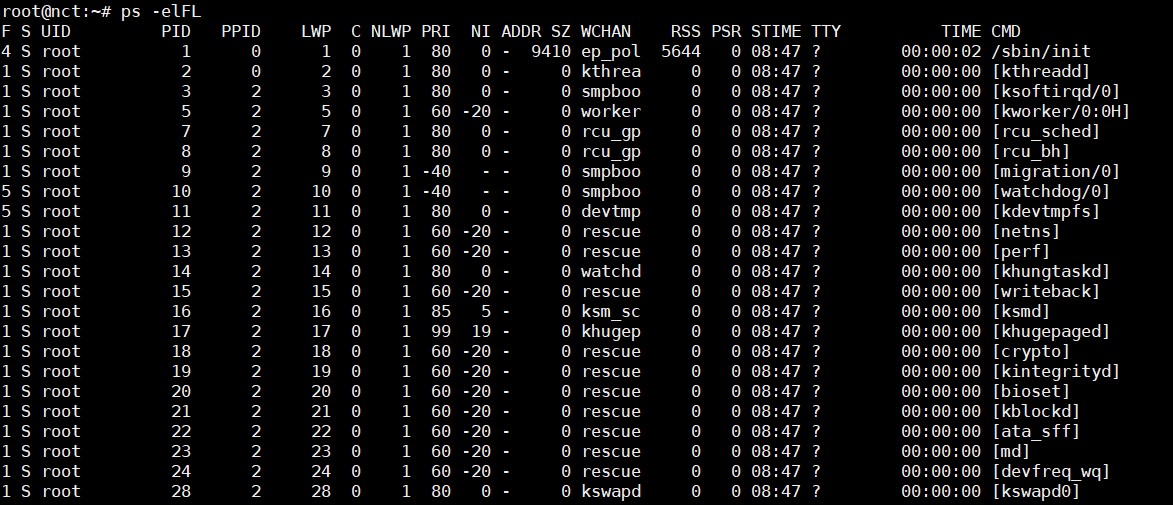 root@nct:~# ps -elFL
F S UID         PID   PPID    LWP  C NLWP PRI  NI ADDR SZ WCHAN    RSS PSR STIME TTY          TIME CMD
4 S root          1      0      1  0    1  80   0 -  9410 ep_pol  5644   0 08:47 ?        00:00:02 /sbin/init
1 S root          2      0      2  0    1  80   0 -     0 kthrea     0   0 08:47 ?        00:00:00 [kthreadd]
1 S root          3      2      3  0    1  80   0 -     0 smpboo     0   0 08:47 ?        00:00:00 [ksoftirqd/0]
1 S root          5      2      5  0    1  60 -20 -     0 worker     0   0 08:47 ?        00:00:00 [kworker/0:0H]
1 S root          7      2      7  0    1  80   0 -     0 rcu_gp     0   0 08:47 ?        00:00:00 [rcu_sched]
1 S root          8      2      8  0    1  80   0 -     0 rcu_gp     0   0 08:47 ?        00:00:00 [rcu_bh]
1 S root          9      2      9  0    1 -40   - -     0 smpboo     0   0 08:47 ?        00:00:00 [migration/0]
5 S root         10      2     10  0    1 -40   - -     0 smpboo     0   0 08:47 ?        00:00:00 [watchdog/0]
5 S root         11      2     11  0    1  80   0 -     0 devtmp     0   0 08:47 ?        00:00:00 [kdevtmpfs]
1 S root         12      2     12  0    1  60 -20 -     0 rescue     0   0 08:47 ?        00:00:00 [netns]
1 S root         13      2     13  0    1  60 -20 -     0 rescue     0   0 08:47 ?        00:00:00 [perf]
1 S root         14      2     14  0    1  80   0 -     0 watchd     0   0 08:47 ?        00:00:00 [khungtaskd]
1 S root         15      2     15  0    1  60 -20 -     0 rescue     0   0 08:47 ?        00:00:00 [writeback]
1 S root         16      2     16  0    1  85   5 -     0 ksm_sc     0   0 08:47 ?        00:00:00 [ksmd]
1 S root         17      2     17  0    1  99  19 -     0 khugep     0   0 08:47 ?        00:00:00 [khugepaged]
1 S root         18      2     18  0    1  60 -20 -     0 rescue     0   0 08:47 ?        00:00:00 [crypto]
1 S root         19      2     19  0    1  60 -20 -     0 rescue     0   0 08:47 ?        00:00:00 [kintegrityd]
1 S root         20      2     20  0    1  60 -20 -     0 rescue     0   0 08:47 ?        00:00:00 [bioset]
1 S root         21      2     21  0    1  60 -20 -     0 rescue     0   0 08:47 ?        00:00:00 [kblockd]
1 S root         22      2     22  0    1  60 -20 -     0 rescue     0   0 08:47 ?        00:00:00 [ata_sff]
1 S root         23      2     23  0    1  60 -20 -     0 rescue     0   0 08:47 ?        00:00:00 [md]
1 S root         24      2     24  0    1  60 -20 -     0 rescue     0   0 08:47 ?        00:00:00 [devfreq_wq]
1 S root         28      2     28  0    1  80   0 -     0 kswapd     0   0 08:47 ?        00:00:00 [kswapd0]